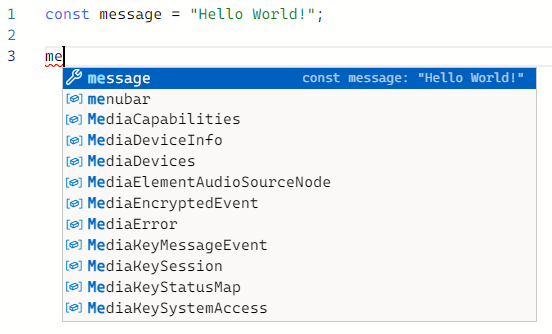 1 const message = "Hello World!";
2
3 me
message const message: "Hello World!"
menubar
MediaCapabilities
MediaDeviceInfo
MediaDevices
MediaElementAudioSourceNode
MediaEncryptedEvent
MediaError
MediaKeyMessageEvent
MediaKeySession
MediaKeyStatusMap
MediaKeySystemAccess